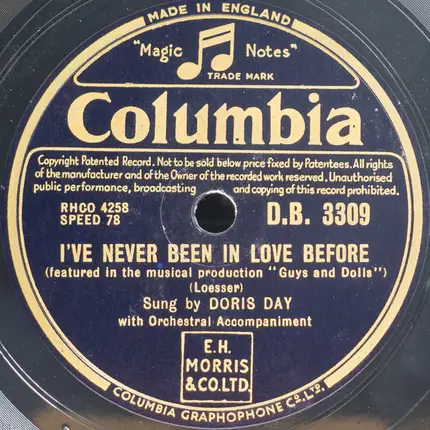 MADE IN ENGLAND
"Magic Notes"
TRADE MARK
Columbia
Copyright Patented Record. Not to be sold below price fixed by Patentees. All rights
of the manufacturer and of the Owner of the recorded work reserved. Unauthorised
public performance, broadcasting and copying of this record prohibited.
RHCO 4258
SPEED 78
D.B. 3309
I'VE NEVER BEEN IN LOVE BEFORE
(featured in the musical production "Guys and Dolls")
(Loesser)
Sung by DORIS DAY
with Orchestral Accompaniment
E.H.
MORRIS
& CO. LTD.
COLUMBIA GRAPHOPHONE CO. LTD.